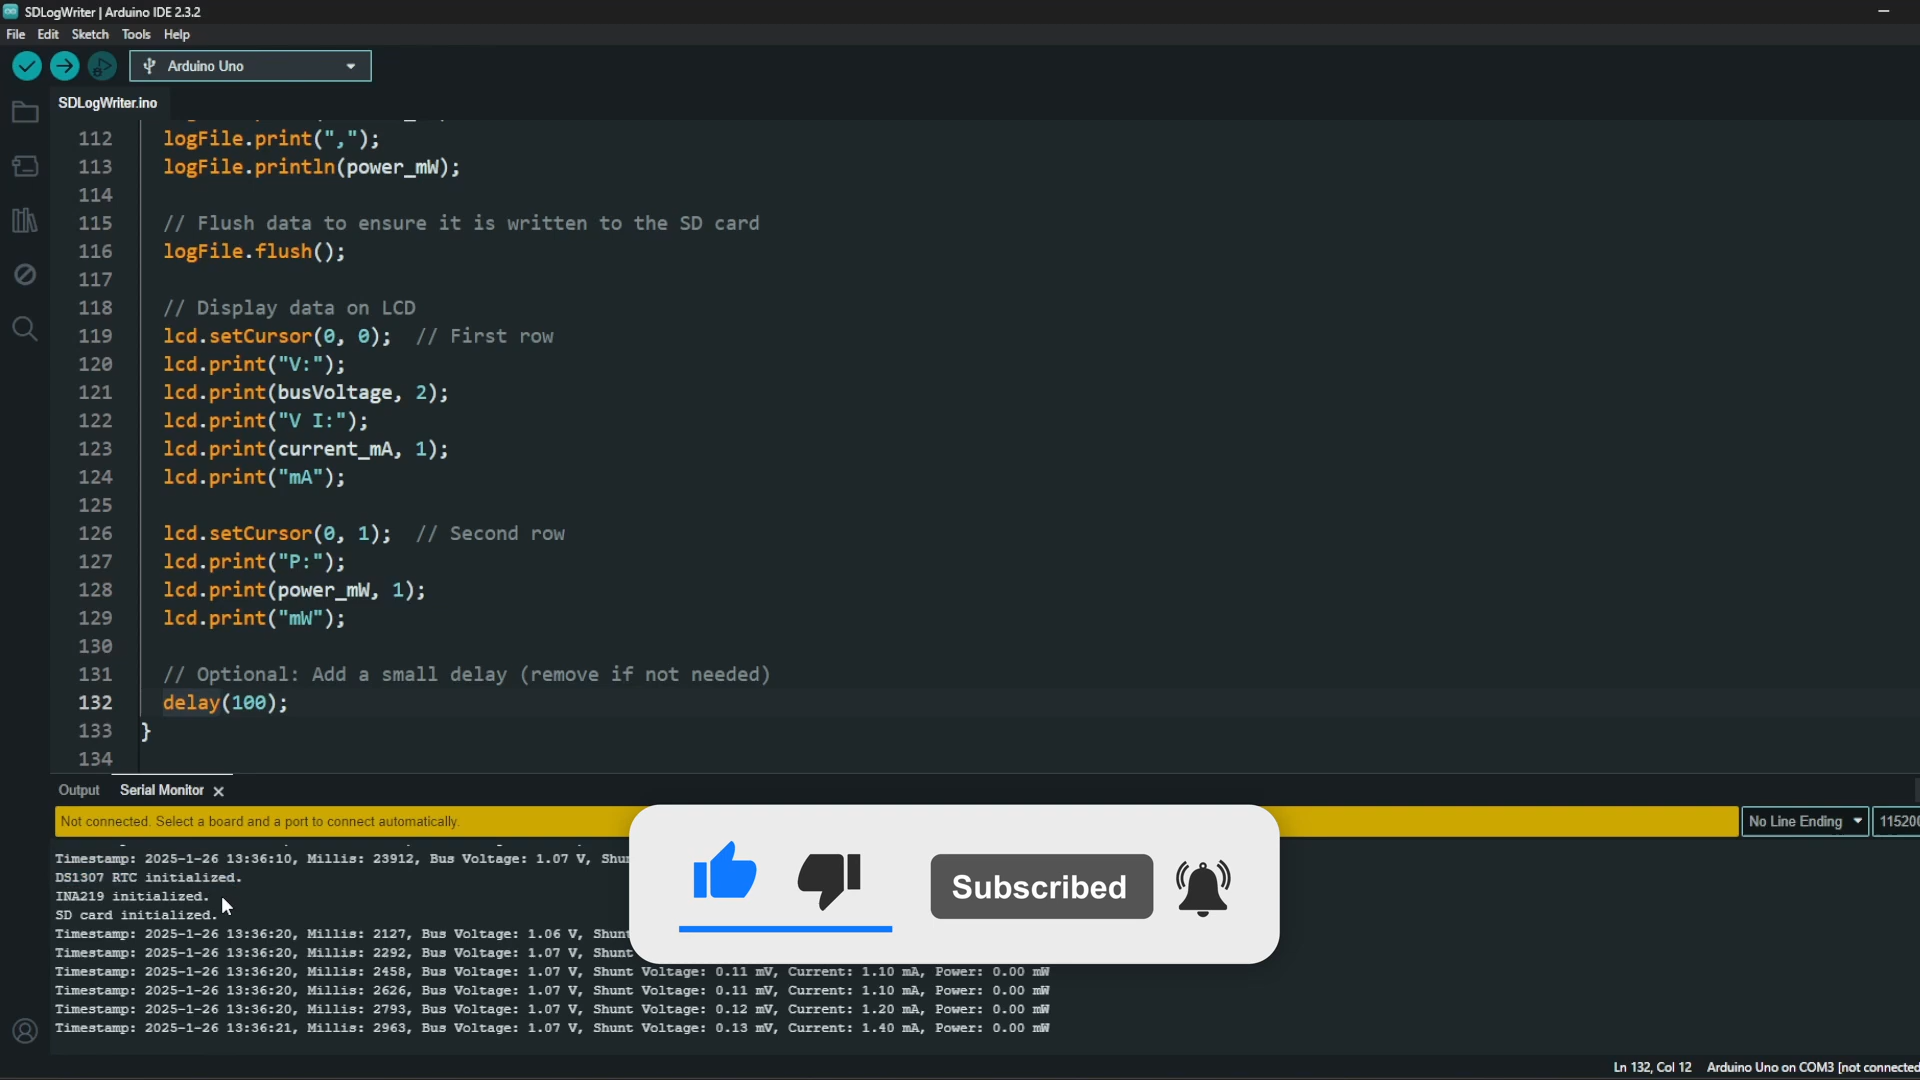 SDLogWriter | Arduino IDE 2.3.2
File Edit Sketch Tools Help
Arduino Uno
SDLogWriter.ino
112 logFile.print(",");
113 logFile.println(power_mW);
114
115 // Flush data to ensure it is written to the SD card
116 logFile.flush();
117
118 // Display data on LCD
119 lcd.setCursor(0, 0); // First row
120 lcd.print("V:");
121 lcd.print(busVoltage, 2);
122 lcd.print("V I:");
123 lcd.print(current_mA, 1);
124 lcd.print("mA");
125
126 lcd.setCursor(0, 1); // Second row
127 lcd.print("P:");
128 lcd.print(power_mW, 1);
129 lcd.print("mW");
130
131 // Optional: Add a small delay (remove if not needed)
132 delay(100);
133 }
134
Output Serial Monitor
Not connected. Select a board and a port to connect automatically.
No Line Ending 115200
Timestamp: 2025-1-26 13:36:10, Millis: 23912, Bus Voltage: 1.07 V, Shun
DS1307 RTC initialized.
INA219 initialized.
SD card initialized.
Timestamp: 2025-1-26 13:36:20, Millis: 2127, Bus Voltage: 1.06 V, Shunt
Timestamp: 2025-1-26 13:36:20, Millis: 2292, Bus Voltage: 1.07 V, Shunt
Timestamp: 2025-1-26 13:36:20, Millis: 2458, Bus Voltage: 1.07 V, Shunt Voltage: 0.11 mV, Current: 1.10 mA, Power: 0.00 mW
Timestamp: 2025-1-26 13:36:20, Millis: 2626, Bus Voltage: 1.07 V, Shunt Voltage: 0.11 mV, Current: 1.10 mA, Power: 0.00 mW
Timestamp: 2025-1-26 13:36:20, Millis: 2793, Bus Voltage: 1.07 V, Shunt Voltage: 0.12 mV, Current: 1.20 mA, Power: 0.00 mW
Timestamp: 2025-1-26 13:36:21, Millis: 2963, Bus Voltage: 1.07 V, Shunt Voltage: 0.13 mV, Current: 1.40 mA, Power: 0.00 mW
Subscribed
Ln 132, Col 12 Arduino Uno on COM3 [not connected